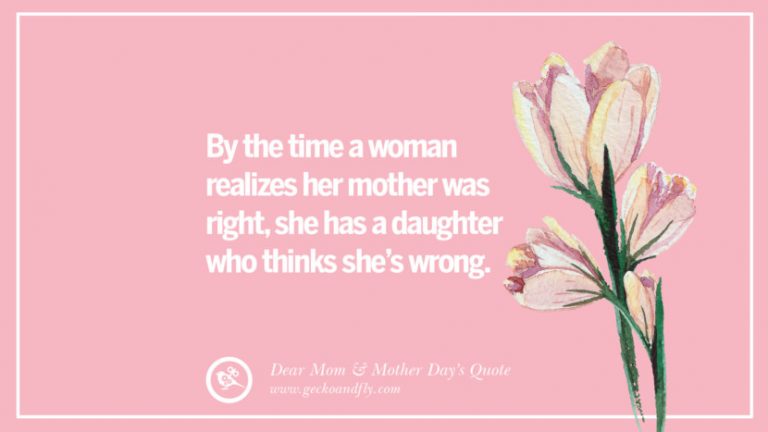 By the time a woman
realizes her mother was
right, she has a daughter
who thinks she’s wrong.
Dear Mom & Mother Day's Quote
www.geckoandfly.com